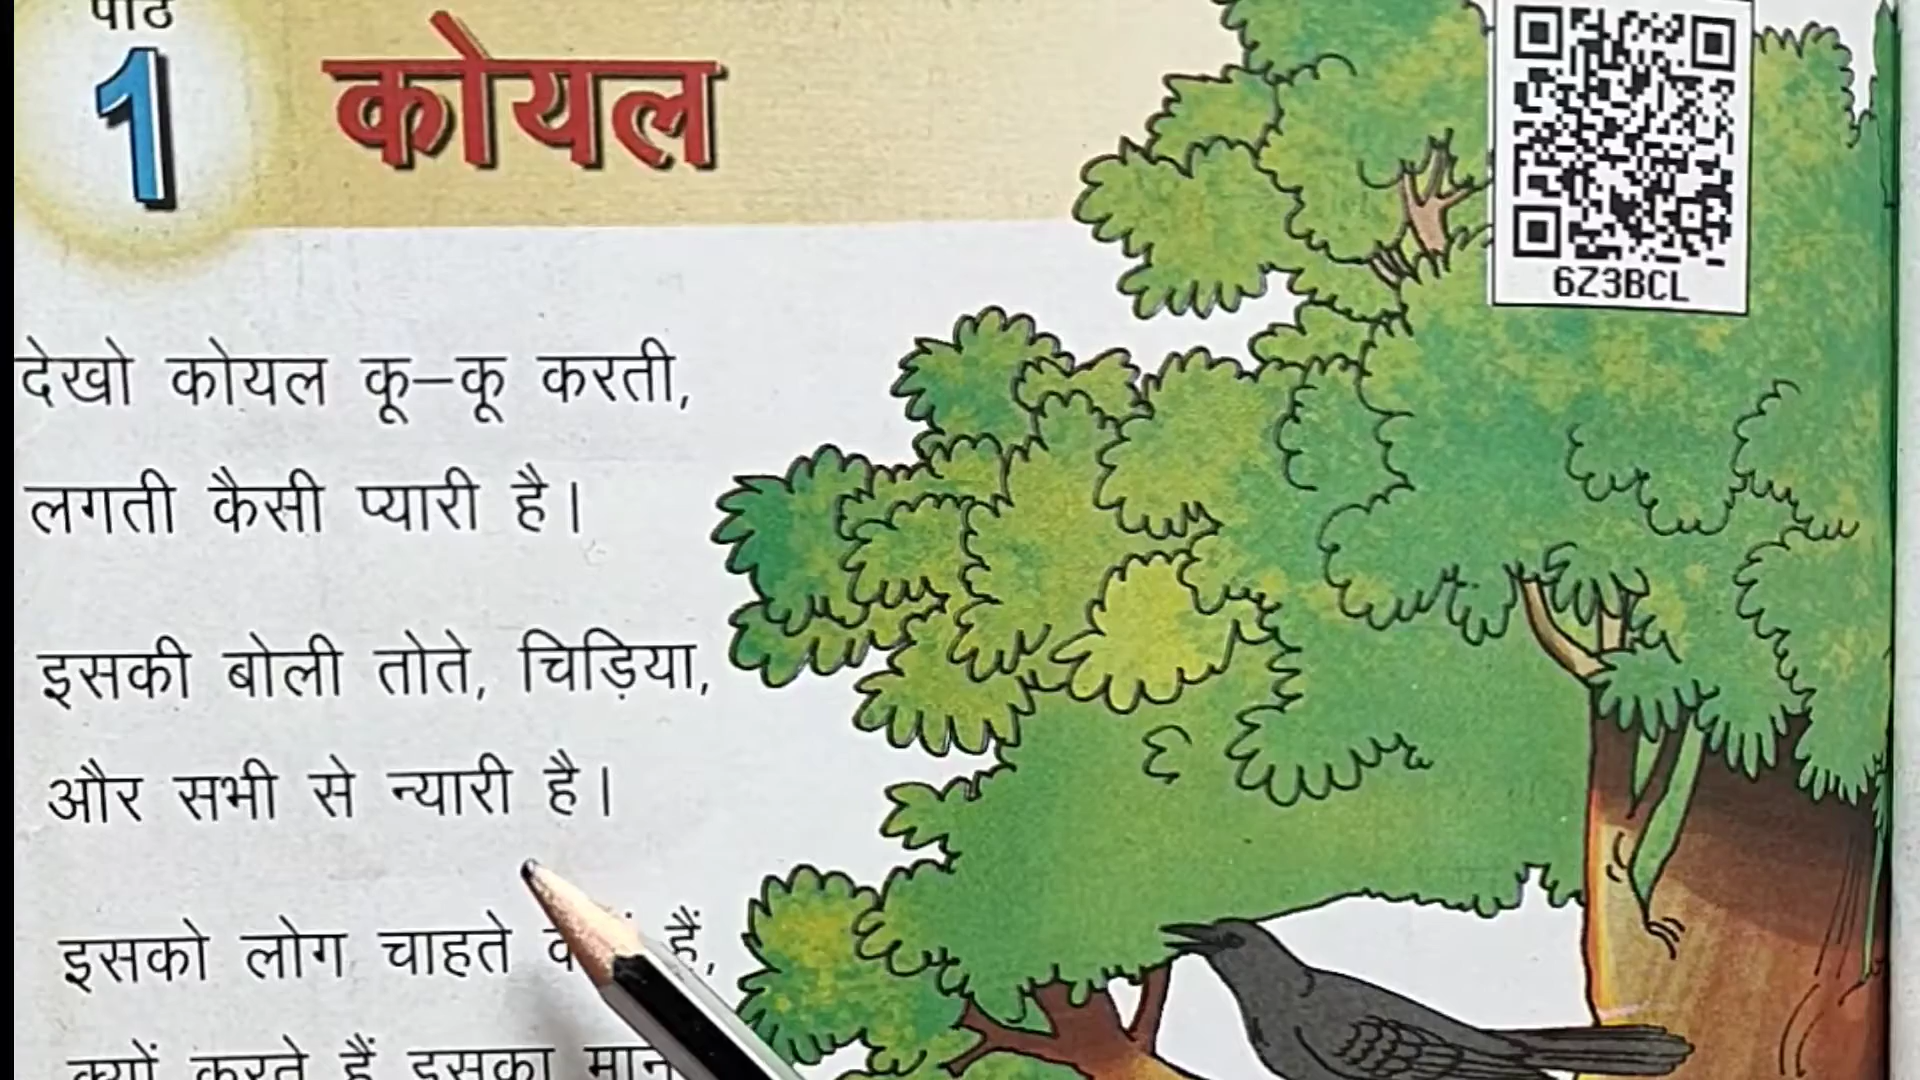 पाठ
1
कोयल
6Z3BCL
देखो कोयल कू–कू करती,
लगती कैसी प्यारी है।
इसकी बोली तोते, चिड़िया,
और सभी से न्यारी है।
इसको लोग चाहते हैं,
क्यों करते हैं इसका मान